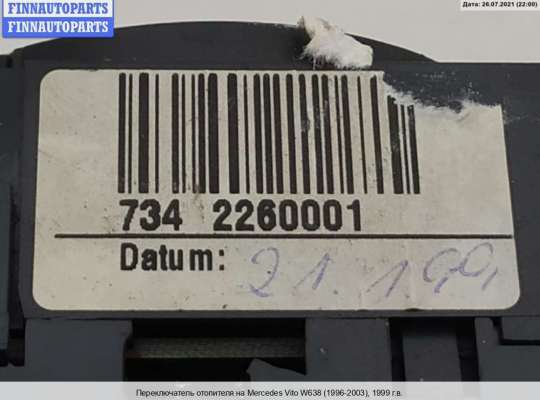 FINNAUTOPARTS
FINNAUTOPARTS
Дата: 26.07.2021 (22:00)
734 2260001
Datum: 21.1.99.
Переключатель отопителя на Mercedes Vito W638 (1996-2003), 1999 г.в.